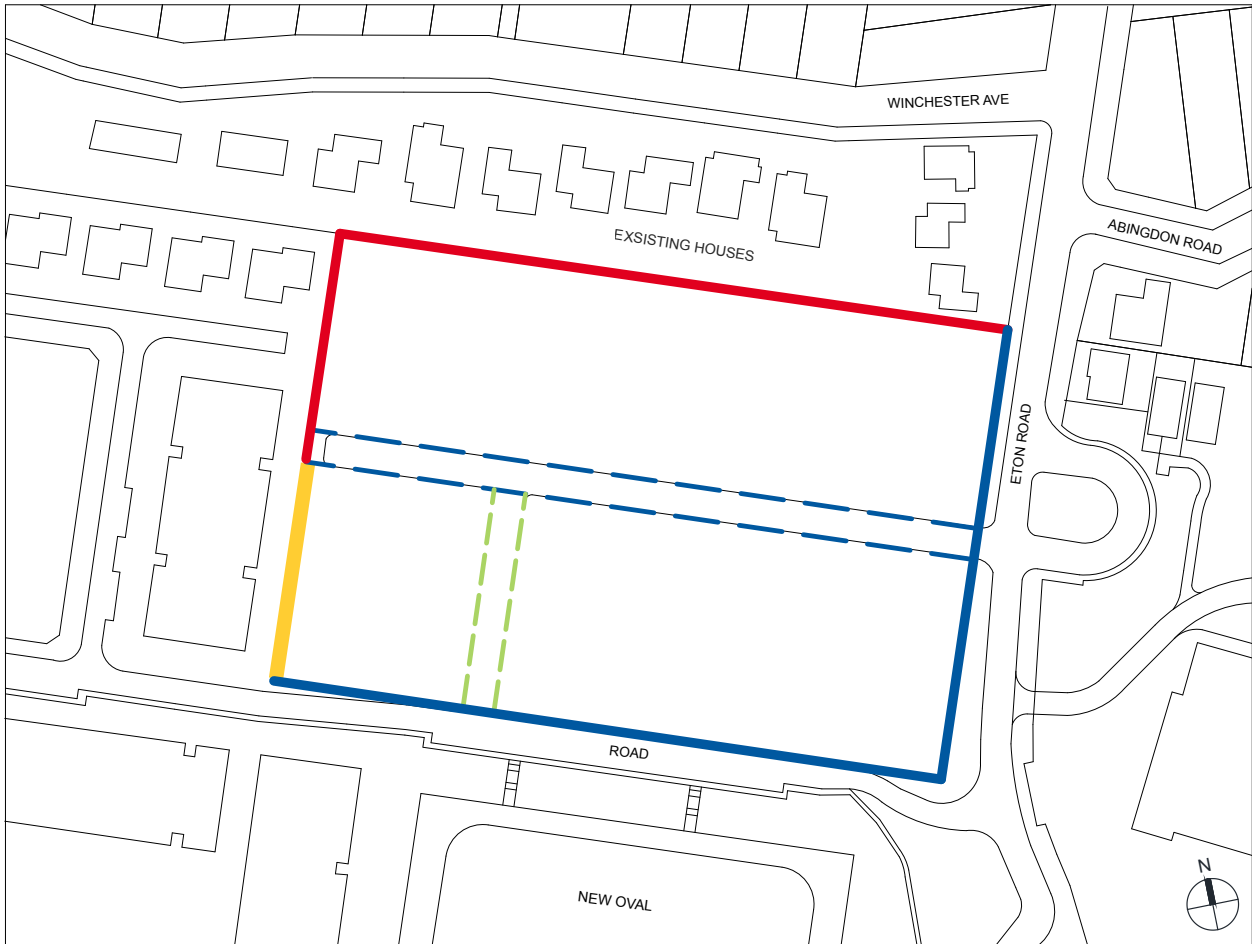 WINCHESTER AVE
ABINGDON ROAD
EXSISTING HOUSES
ETON ROAD
ROAD
N
NEW OVAL